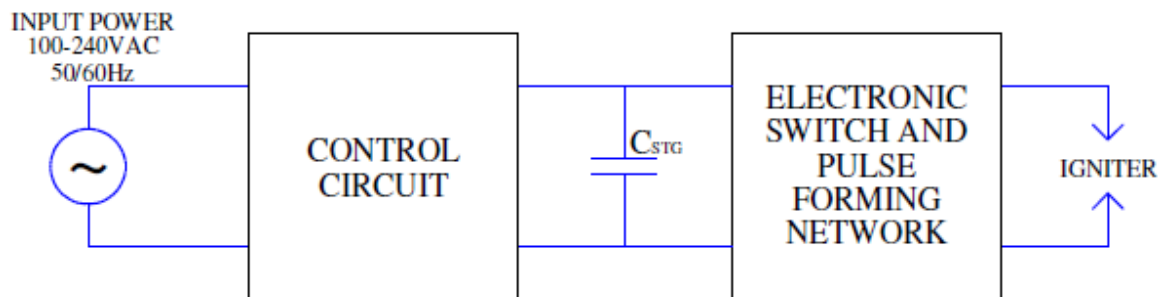 INPUT POWER
100-240VAC
50/60Hz
~
CONTROL
CIRCUIT
CSTG
ELECTRONIC
SWITCH AND
PULSE
FORMING
NETWORK
IGNITER